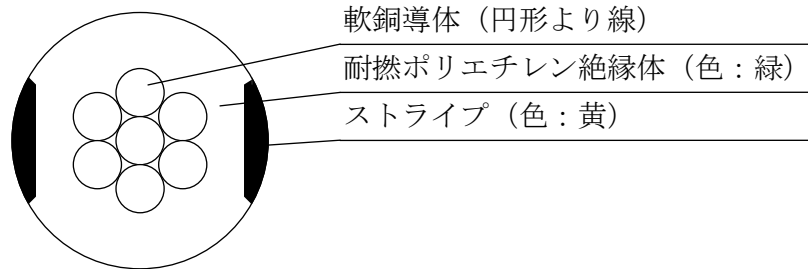 軟銅導体（円形より線）
耐撚ポリエチレン絶縁体（色：緑）
ストライプ（色：黄）